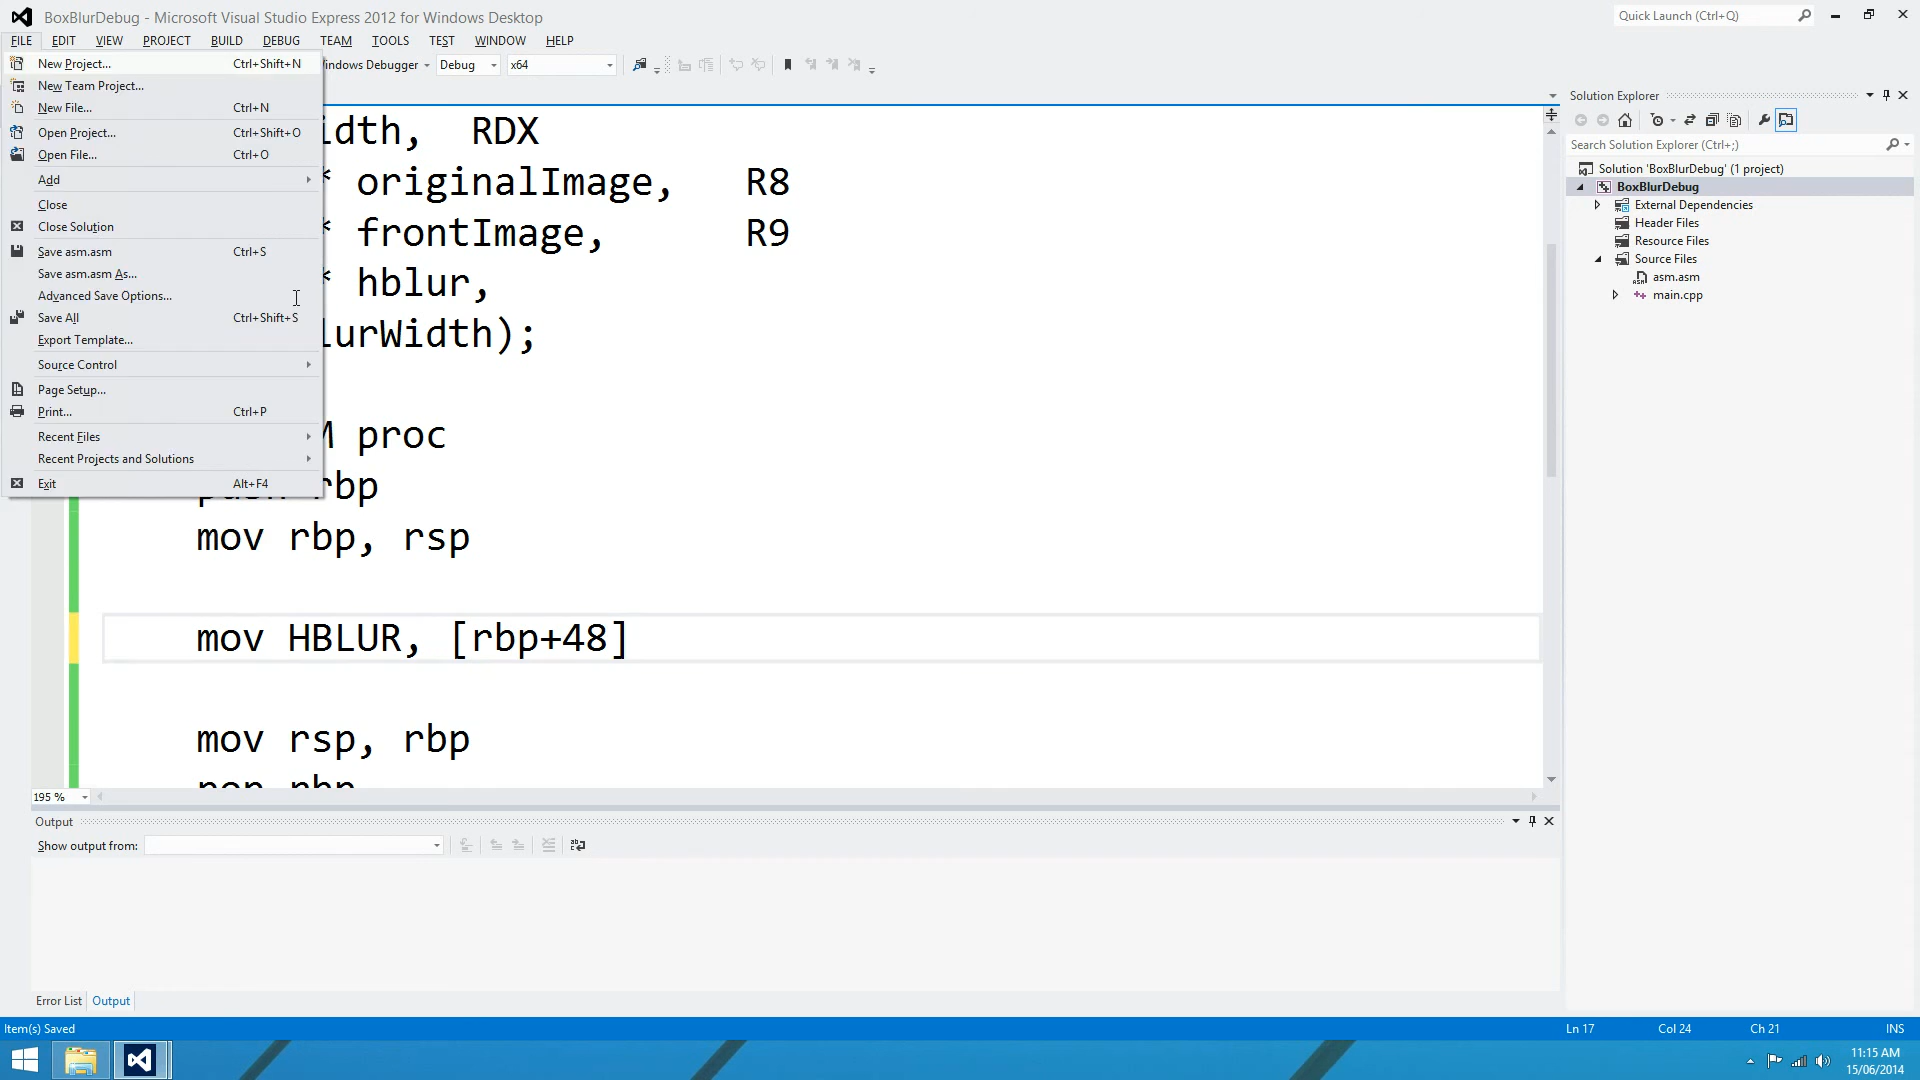 BoxBlurDebug - Microsoft Visual Studio Express 2012 for Windows Desktop
Quick Launch (Ctrl+Q)
FILE EDIT VIEW PROJECT BUILD DEBUG TEAM TOOLS TEST WINDOW HELP
New Project... Ctrl+Shift+N
indows Debugger Debug x64
New Team Project...
New File... Ctrl+N
Open Project... Ctrl+Shift+O
Open File... Ctrl+O
Add
Close
Close Solution
Save asm.asm Ctrl+S
Save asm.asm As...
Advanced Save Options...
Save All Ctrl+Shift+S
Export Template...
Source Control
Page Setup...
Print... Ctrl+P
Recent Files
Recent Projects and Solutions
Exit Alt+F4
idth, RDX
* originalImage, R8
* frontImage, R9
* hblur,
lurWidth);
M proc
push rbp
mov rbp, rsp
mov HBLUR, [rbp+48]
mov rsp, rbp
pop rbp
195 %
Solution Explorer
Search Solution Explorer (Ctrl+;)
Solution 'BoxBlurDebug' (1 project)
BoxBlurDebug
External Dependencies
Header Files
Resource Files
Source Files
asm.asm
main.cpp
Output
Show output from:
Error List Output
Item(s) Saved
Ln 17 Col 24 Ch 21 INS
11:15 AM
15/06/2014